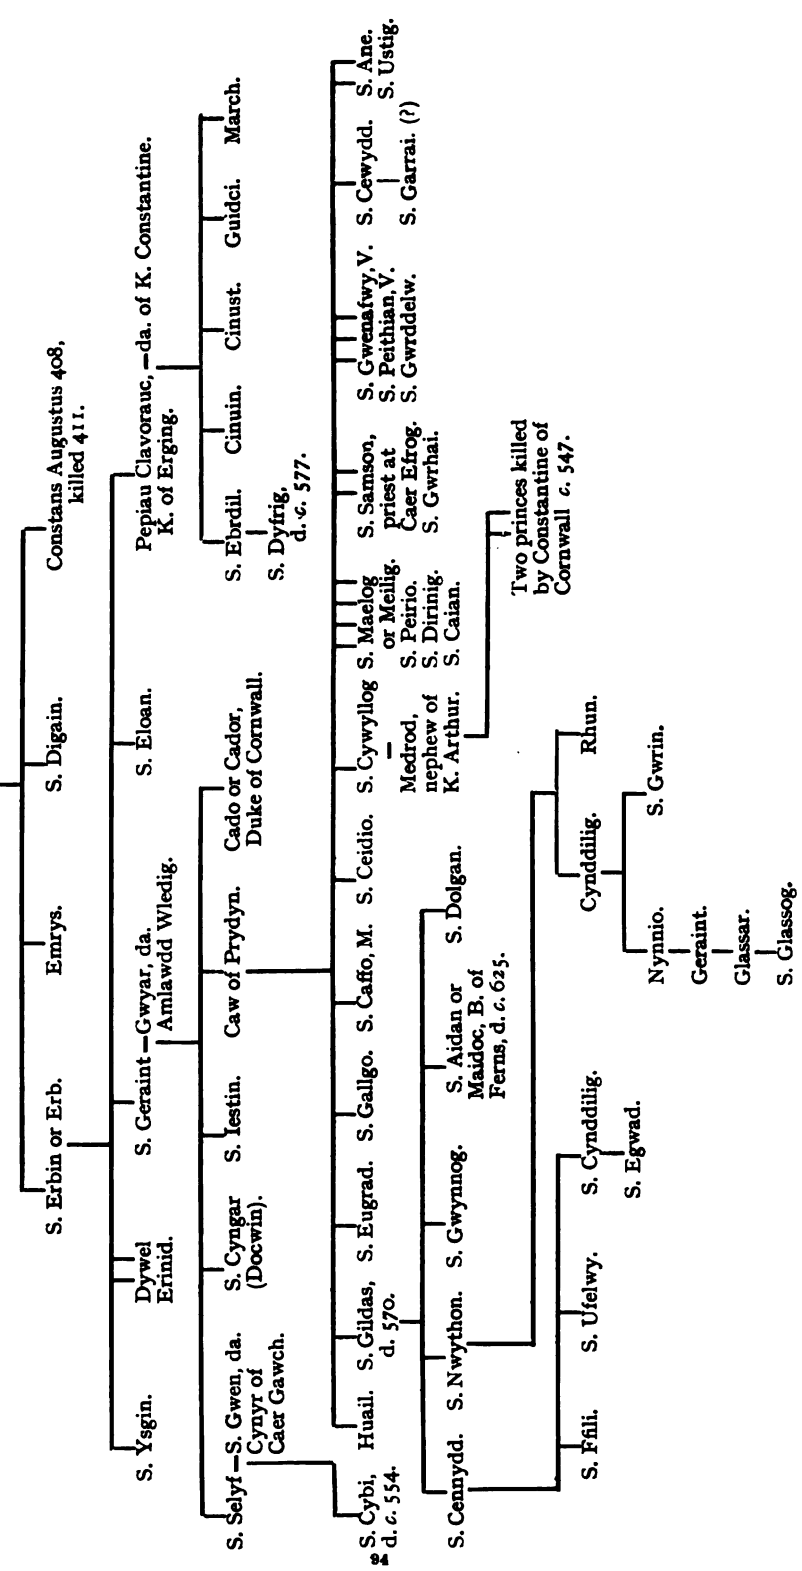 S. Erbin or Erb.
Emrys.
S. Digain.
Constans Augustus 408,
killed 411.
S. Ysgin.
Dywel
Erinid.
S. Geraint—Gwyar, da.
Amlawdd Wledig.
S. Eloan.
Pepiau Clavorauc,—da. of K. Constantine.
K. of Erging.
S. Selyf—S. Gwen, da.
Cynyr of
Caer Gawch.
S. Cyngar
(Docwin).
S. Iestin.
Caw of Prydyn.
Cado or Cador,
Duke of Cornwall.
S. Ebrdil.
Cinuin.
Cinust.
Guidci.
March.
S. Dyfrig,
d. c. 577.
S. Cybi,
d. c. 554.
Huail.
S. Gildas,
d. 570.
S. Eugrad.
S. Gallgo.
S. Caffo, M.
S. Ceidio.
S. Cywyllog
—
Medrod,
nephew of
K. Arthur.
S. Maelog
or Meilig.
S. Peirio.
S. Dirinig.
S. Caian.
S. Samson,
priest at
Caer Efrog.
S. Gwrhai.
S. Gwenafwy, V.
S. Peithian, V.
S. Gwrddelw.
S. Cewydd.
S. Garrai. (?)
S. Ane.
S. Ustig.
S. Cennydd.
S. Nwython.
S. Gwynnog.
S. Aidan or
Maidoc, B. of
Ferns, d. c. 625.
S. Dolgan.
Two princes killed
by Constantine of
Cornwall c. 547.
S. Ffili.
S. Ufelwy.
S. Cynddilig.
S. Egwad.
Cynddilig.
Rhun.
Nynnio.
S. Gwrin.
Geraint.
Glassar.
S. Glassog.
94